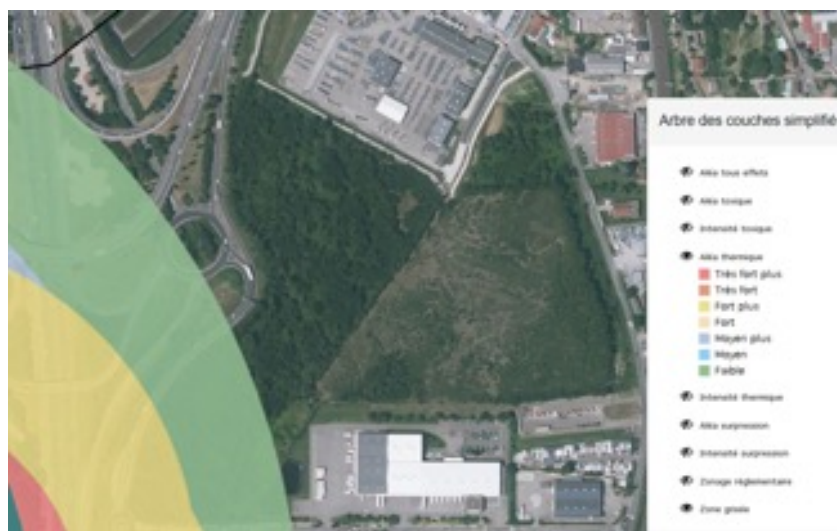 Arbre des couches simplifié
Aléa tous effets
Aléa toxique
Intensité toxique
Aléa thermique
Très fort plus
Très fort
Fort plus
Fort
Moyen plus
Moyen
Faible
Intensité thermique
Aléa surpression
Intensité surpression
Zonage réglementaire
Zone grisée